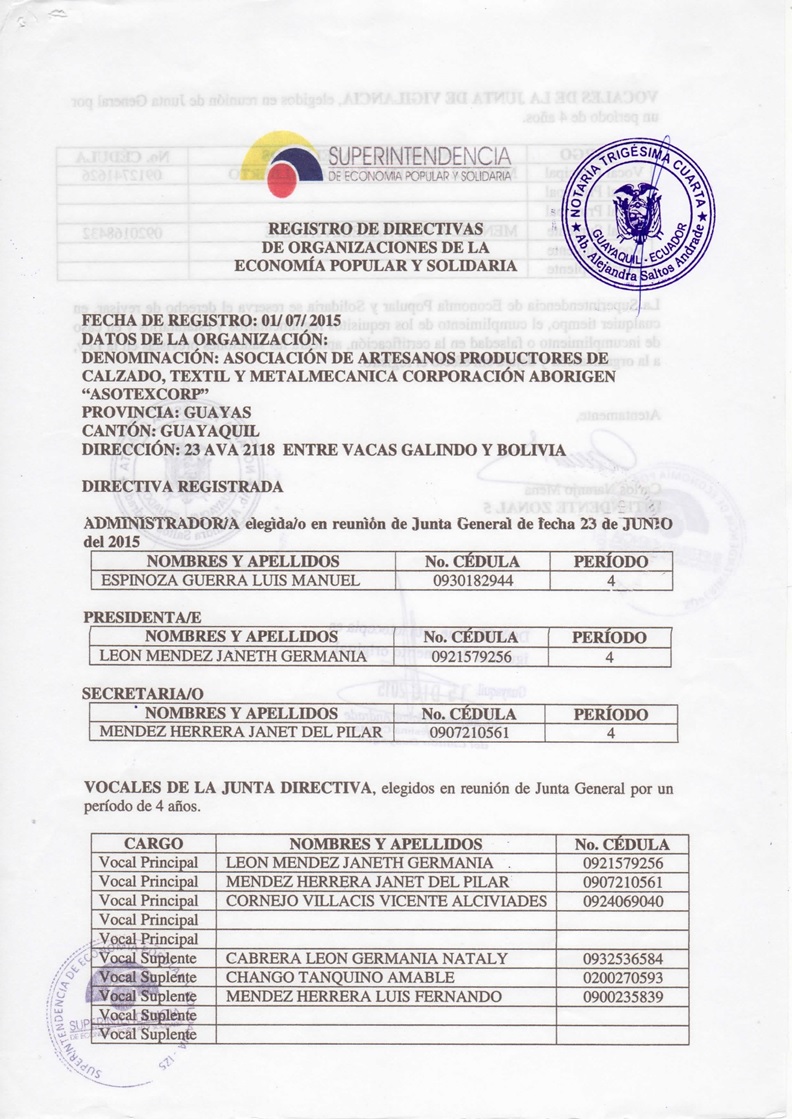 SUPERINTENDENCIA
DE ECONOMÍA POPULAR Y SOLIDARIA
NOTARÍA TRIGÉSIMA CUARTA
GUAYAQUIL - ECUADOR
Ab. Alejandra Saltos Andrade
REGISTRO DE DIRECTIVAS
DE ORGANIZACIONES DE LA
ECONOMÍA POPULAR Y SOLIDARIA
FECHA DE REGISTRO: 01/ 07/ 2015
DATOS DE LA ORGANIZACIÓN:
DENOMINACIÓN: ASOCIACIÓN DE ARTESANOS PRODUCTORES DE
CALZADO, TEXTIL Y METALMECANICA CORPORACIÓN ABORIGEN
“ASOTEXCORP”
PROVINCIA: GUAYAS
CANTÓN: GUAYAQUIL
DIRECCIÓN: 23 AVA 2118 ENTRE VACAS GALINDO Y BOLIVIA
DIRECTIVA REGISTRADA
ADMINISTRADOR/A elegida/o en reunión de Junta General de fecha 23 de JUNIO
del 2015
NOMBRES Y APELLIDOS No. CÉDULA PERÍODO
ESPINOZA GUERRA LUIS MANUEL 0930182944 4
PRESIDENTA/E
NOMBRES Y APELLIDOS No. CÉDULA PERÍODO
LEON MENDEZ JANETH GERMANIA 0921579256 4
SECRETARIA/O
NOMBRES Y APELLIDOS No. CÉDULA PERÍODO
MENDEZ HERRERA JANET DEL PILAR 0907210561 4
VOCALES DE LA JUNTA DIRECTIVA, elegidos en reunión de Junta General por un
período de 4 años.
CARGO NOMBRES Y APELLIDOS No. CÉDULA
Vocal Principal LEON MENDEZ JANETH GERMANIA 0921579256
Vocal Principal MENDEZ HERRERA JANET DEL PILAR 0907210561
Vocal Principal CORNEJO VILLACIS VICENTE ALCIVIADES 0924069040
Vocal Principal
Vocal Principal
Vocal Suplente CABRERA LEON GERMANIA NATALY 0932536584
Vocal Suplente CHANGO TANQUINO AMABLE 0200270593
Vocal Suplente MENDEZ HERRERA LUIS FERNANDO 0900235839
Vocal Suplente
Vocal Suplente